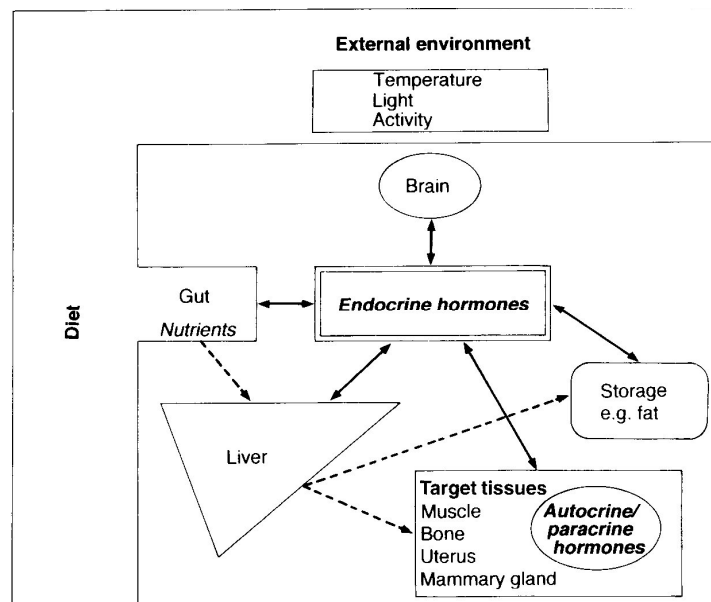 External environment
Temperature
Light
Activity
Brain
Diet
Gut
Nutrients
Endocrine hormones
Storage
e.g. fat
Liver
Target tissues
Muscle
Bone
Uterus
Mammary gland
Autocrine/
paracrine
hormones